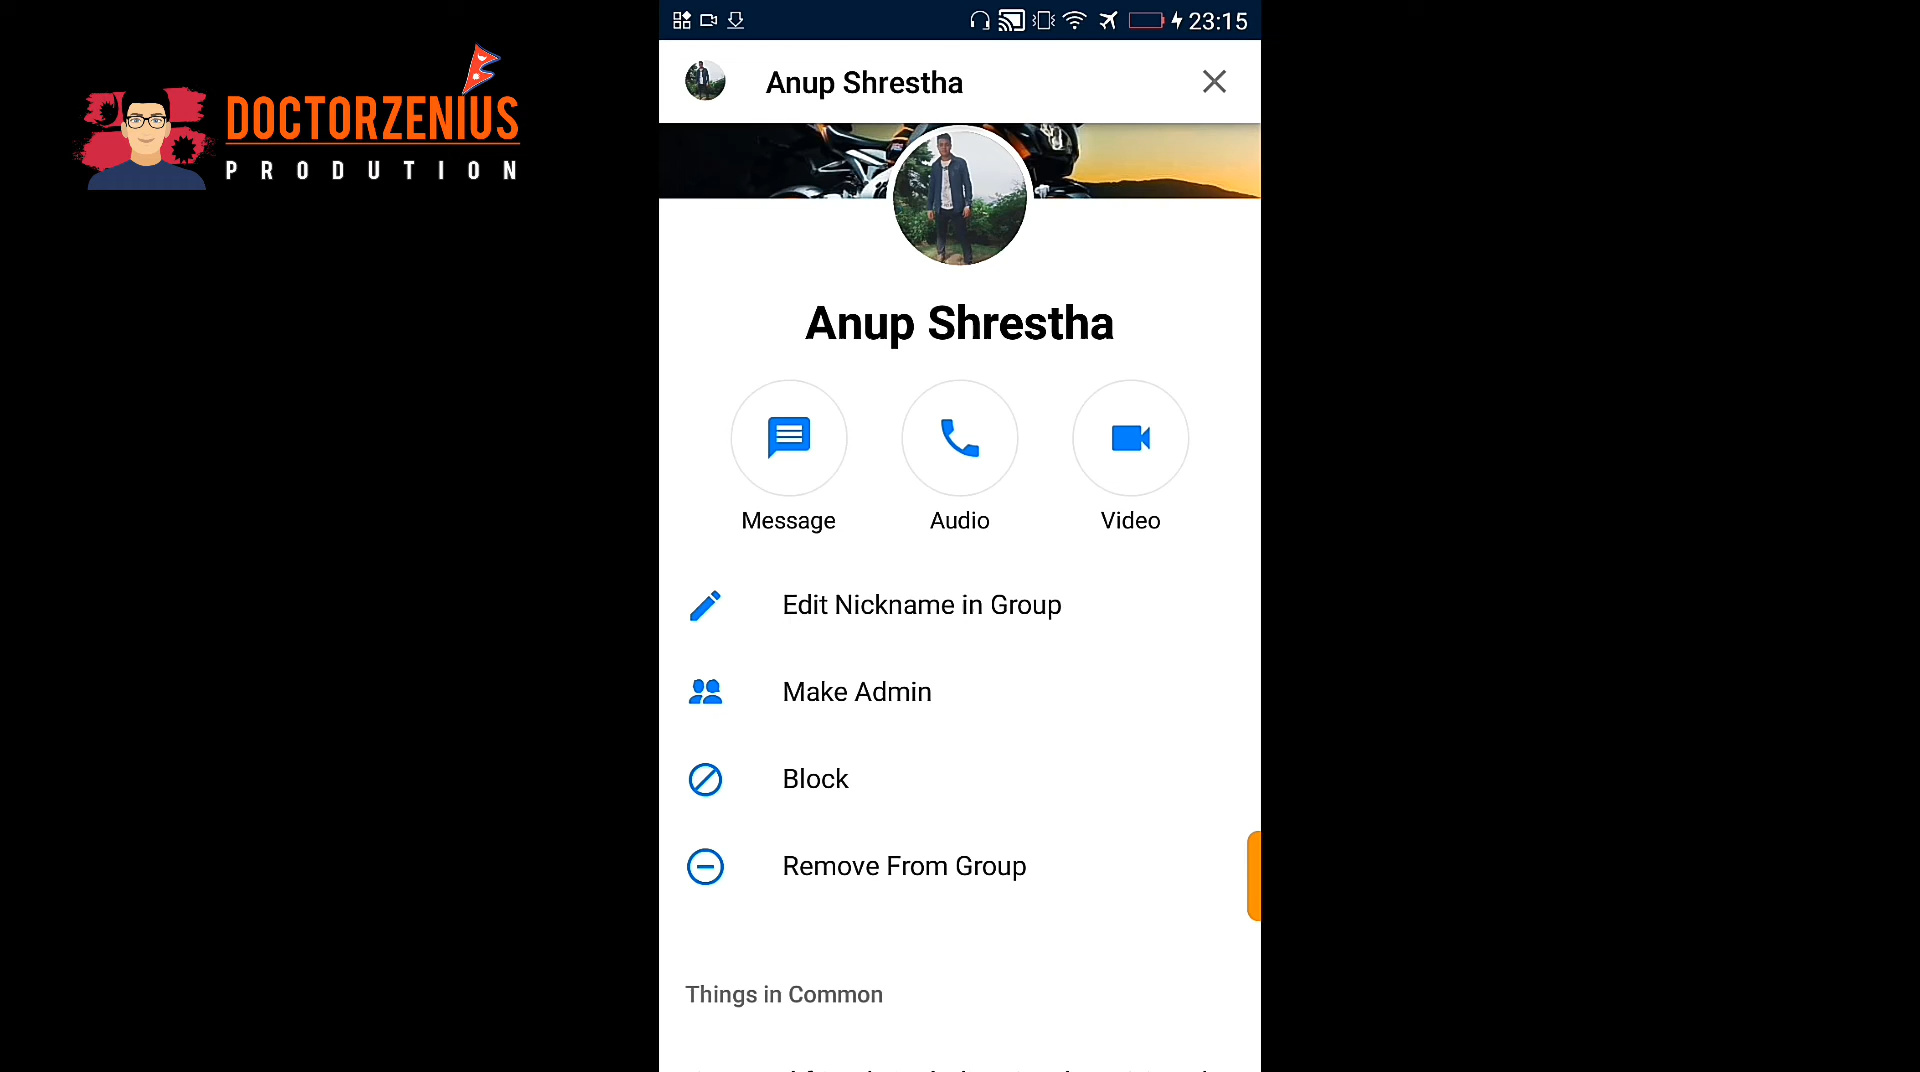 DOCTORZENIUS
PRODUTION
23:15
Anup Shrestha
Anup Shrestha
Message
Audio
Video
Edit Nickname in Group
Make Admin
Block
Remove From Group
Things in Common